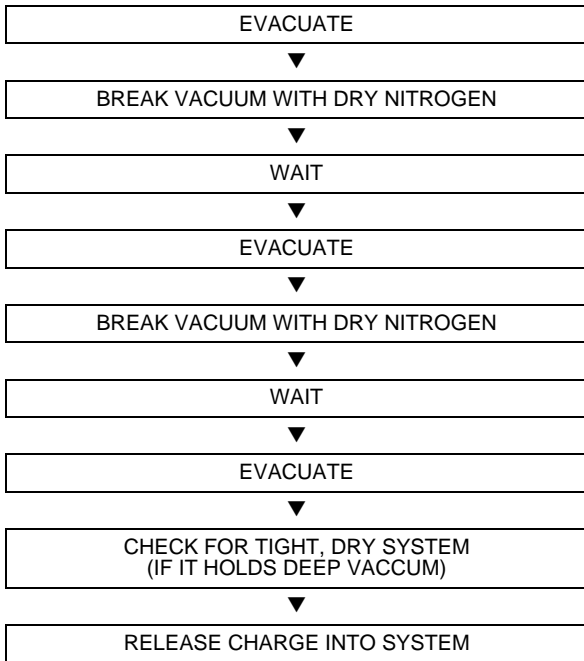 EVACUATE
BREAK VACUUM WITH DRY NITROGEN
WAIT
EVACUATE
BREAK VACUUM WITH DRY NITROGEN
WAIT
EVACUATE
CHECK FOR TIGHT, DRY SYSTEM
(IF IT HOLDS DEEP VACCUM)
RELEASE CHARGE INTO SYSTEM